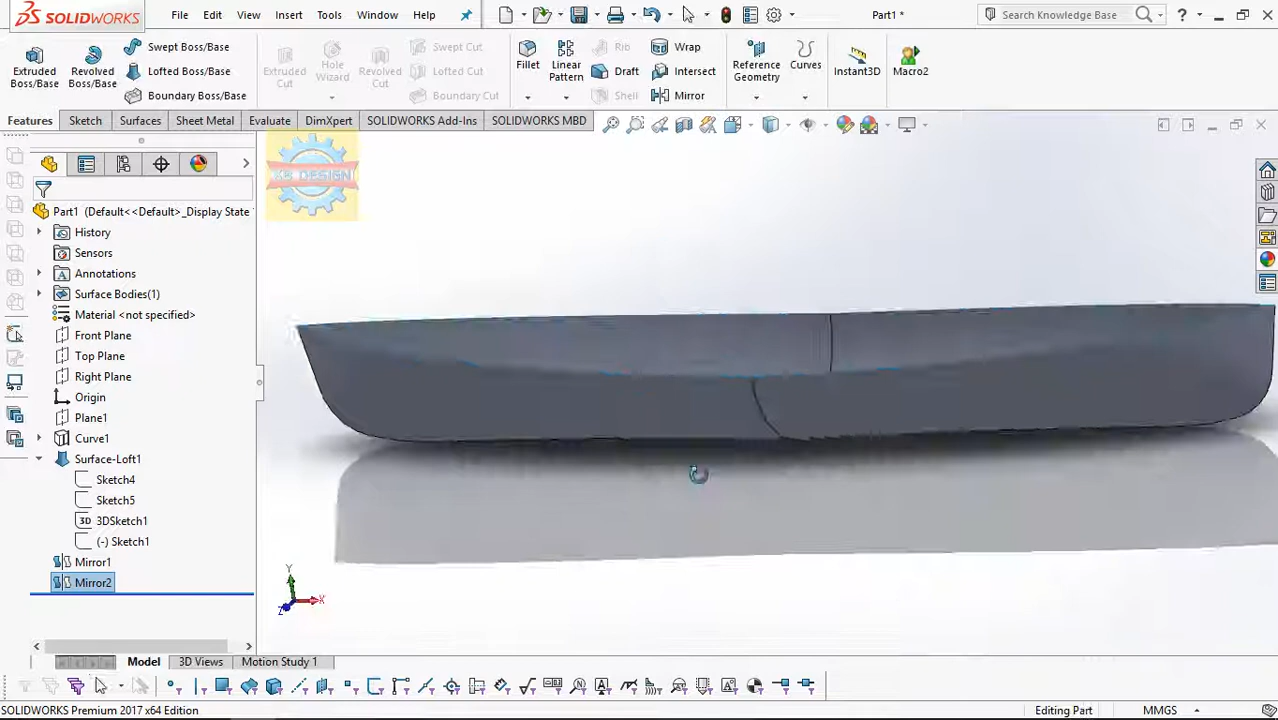 SOLIDWORKS File Edit View Insert Tools Window Help Part1 * Search Knowledge Base ?
Extruded Boss/Base
Revolved Boss/Base
Swept Boss/Base
Lofted Boss/Base
Boundary Boss/Base
Extruded Cut
Hole Wizard
Revolved Cut
Swept Cut
Lofted Cut
Boundary Cut
Fillet
Linear Pattern
Rib
Draft
Shell
Wrap
Intersect
Mirror
Reference Geometry
Curves
Instant3D
Macro2
Features Sketch Surfaces Sheet Metal Evaluate DimXpert SOLIDWORKS Add-Ins SOLIDWORKS MBD
KB DESIGN
Part1 (Default<<Default>_Display State
History
Sensors
Annotations
Surface Bodies(1)
Material <not specified>
Front Plane
Top Plane
Right Plane
Origin
Plane1
Curve1
Surface-Loft1
Sketch4
Sketch5
3D 3DSketch1
(-) Sketch1
Mirror1
Mirror2
Y
X
Z
Model 3D Views Motion Study 1
SOLIDWORKS Premium 2017 x64 Edition Editing Part MMGS